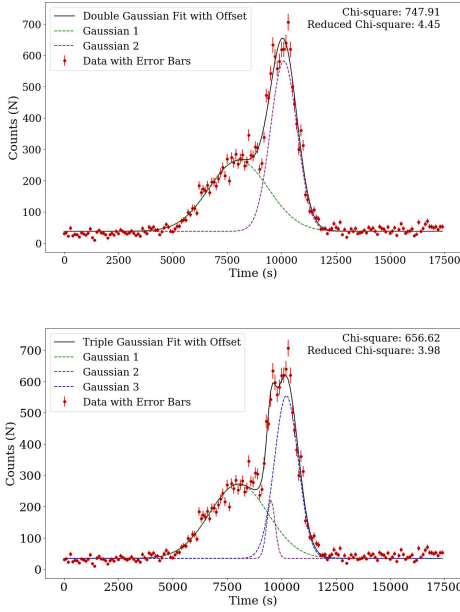 Chi-square: 747.91
Reduced Chi-square: 4.45
Double Gaussian Fit with Offset
Gaussian 1
Gaussian 2
Data with Error Bars
700
600
500
400
300
200
100
0
Counts (N)
0 2500 5000 7500 10000 12500 15000 17500
Time (s)
Chi-square: 656.62
Reduced Chi-square: 3.98
Triple Gaussian Fit with Offset
Gaussian 1
Gaussian 2
Gaussian 3
Data with Error Bars
700
600
500
400
300
200
100
0
Counts (N)
0 2500 5000 7500 10000 12500 15000 17500
Time (s)